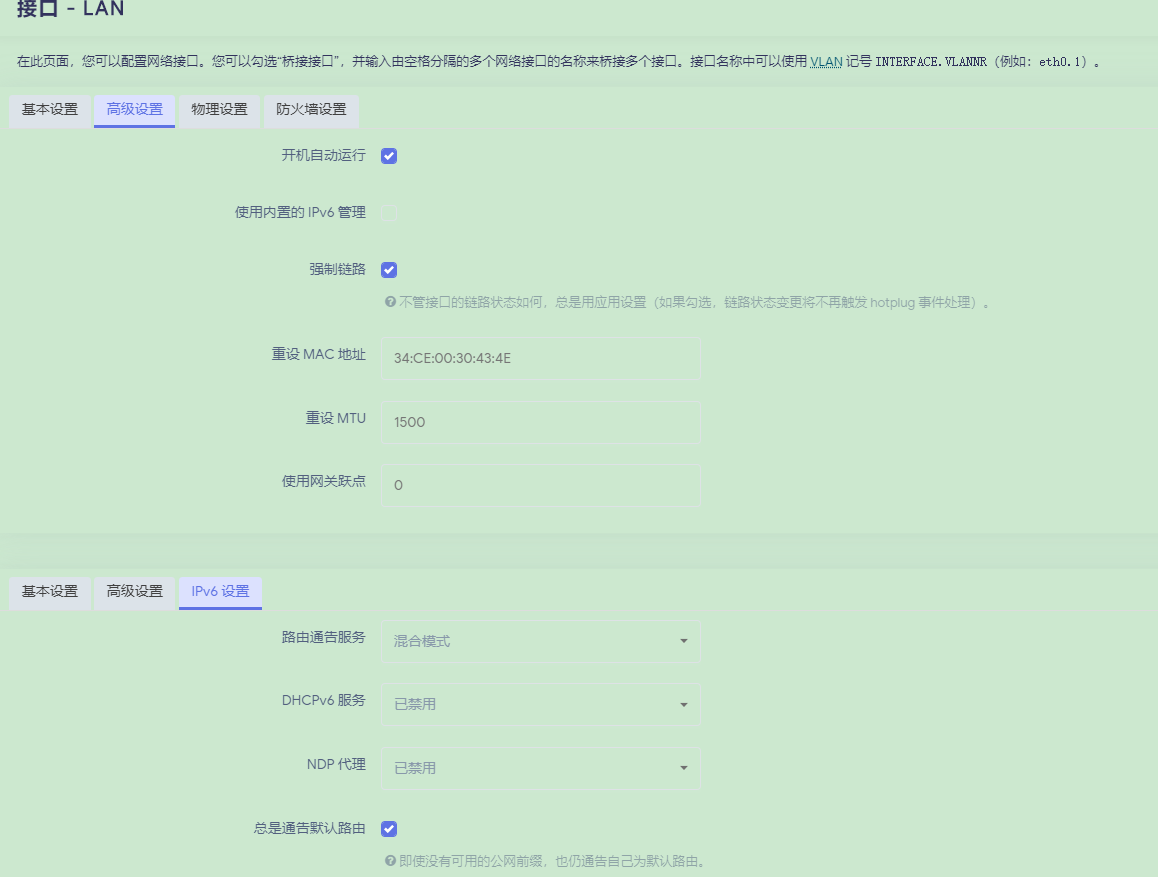 接口 - LAN
在此页面，您可以配置网络接口。您可以勾选“桥接接口”，并输入由空格分隔的多个网络接口的名称来桥接多个接口。接口名称中可以使用 VLAN 记号 INTERFACE.VLANNR（例如：eth0.1）。
基本设置 高级设置 物理设置 防火墙设置
开机自动运行
使用内置的 IPv6 管理
强制链路
不管接口的链路状态如何，总是用应用设置（如果勾选，链路状态变更将不再触发 hotplug 事件处理）。
重设 MAC 地址 34:CE:00:30:43:4E
重设 MTU 1500
使用网关跃点 0
基本设置 高级设置 IPv6 设置
路由通告服务 混合模式
DHCPv6 服务 已禁用
NDP 代理 已禁用
总是通告默认路由
即使没有可用的公网前缀，也仍通告自己为默认路由。